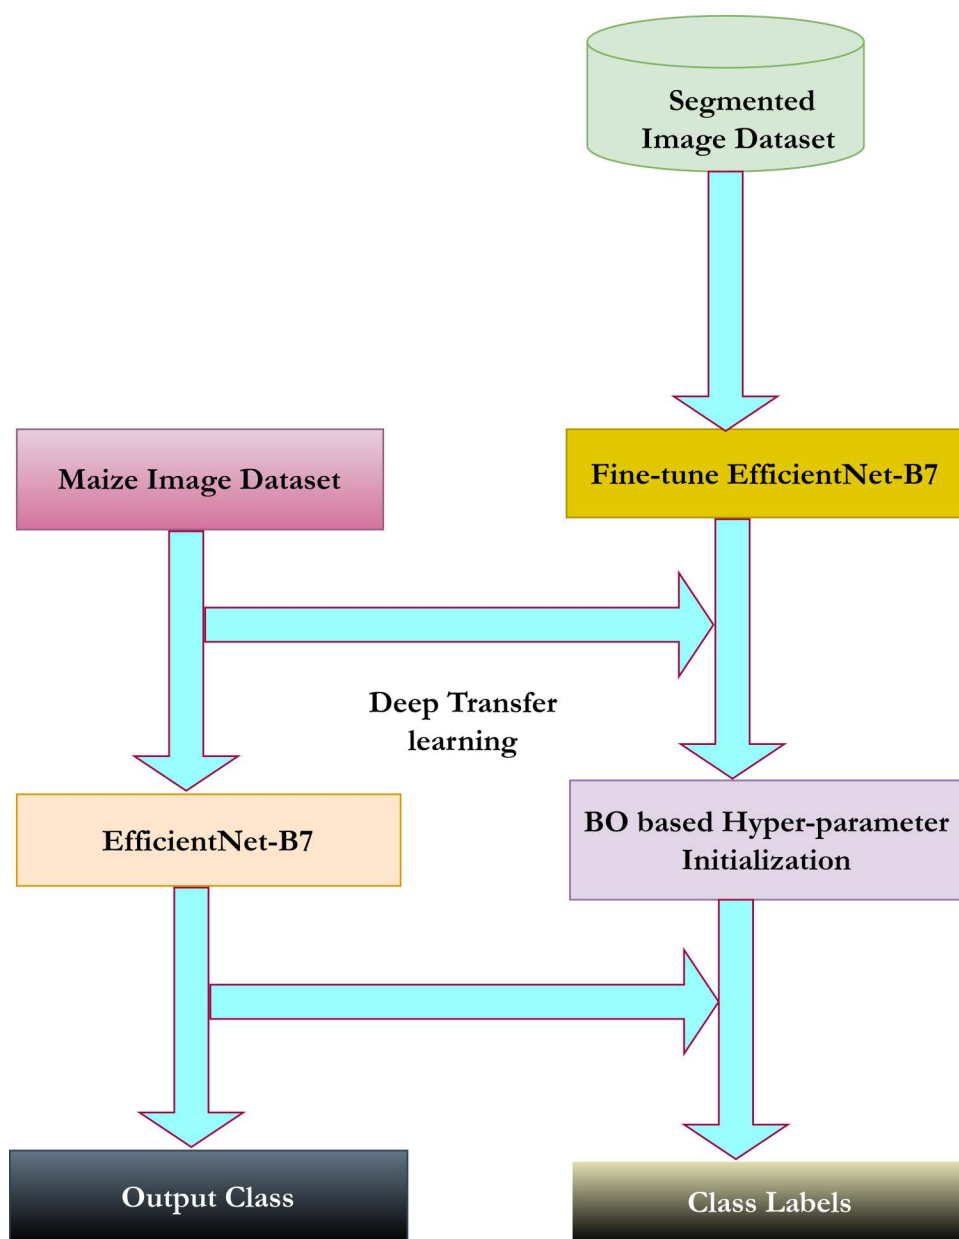 Segmented
Image Dataset
Maize Image Dataset
Fine-tune EfficientNet-B7
Deep Transfer
learning
EfficientNet-B7
BO based Hyper-parameter
Initialization
Output Class
Class Labels